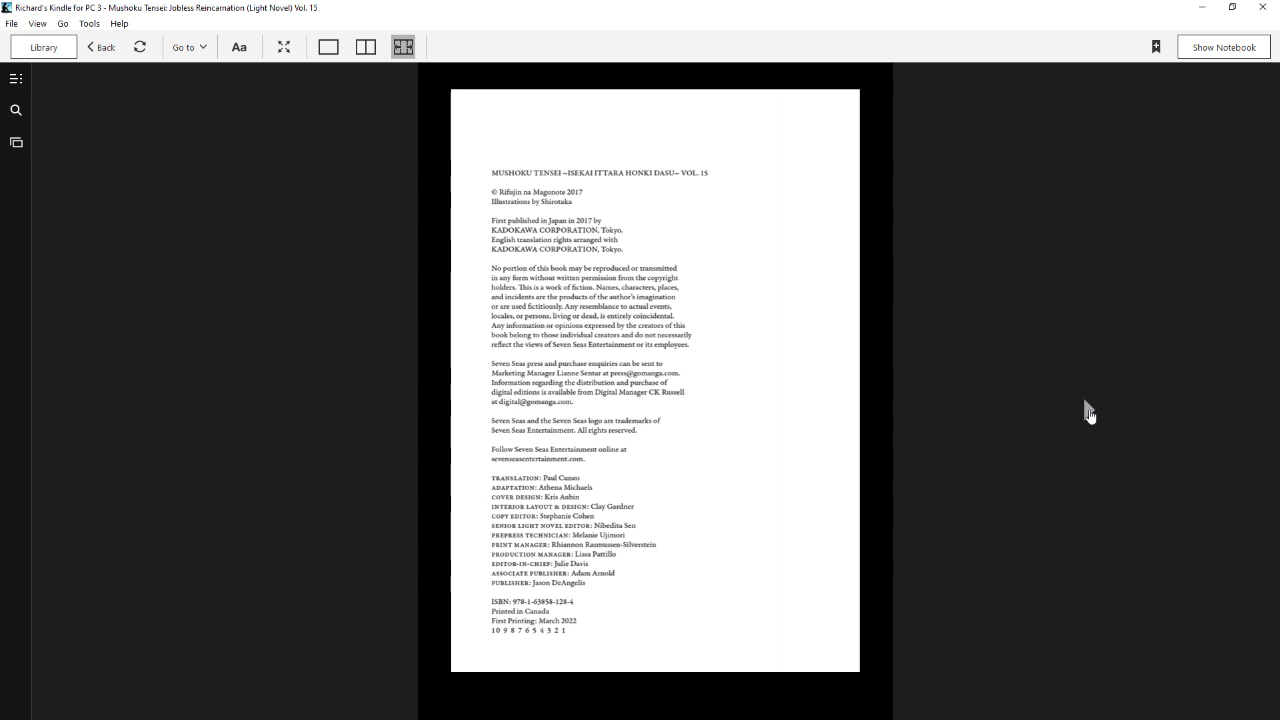 Richard's Kindle for PC 3 - Mushoku Tensei: Jobless Reincarnation (Light Novel) Vol. 15
File View Go Tools Help
Library Back Go to Aa Show Notebook
MUSHOKU TENSEI ~ISEKAI ITTARA HONKI DASU~ VOL. 15
© Rifujin na Magonote 2017
Illustrations by Shirotaka
First published in Japan in 2017 by
KADOKAWA CORPORATION, Tokyo.
English translation rights arranged with
KADOKAWA CORPORATION, Tokyo.
No portion of this book may be reproduced or transmitted
in any form without written permission from the copyright
holders. This is a work of fiction. Names, characters, places,
and incidents are the products of the author's imagination
or are used fictitiously. Any resemblance to actual events,
locales, or persons, living or dead, is entirely coincidental.
Any information or opinions expressed by the creators of this
book belong to those individual creators and do not necessarily
reflect the views of Seven Seas Entertainment or its employees.
Seven Seas press and purchase enquiries can be sent to
Marketing Manager Lianne Sentar at press@gomanga.com.
Information regarding the distribution and purchase of
digital editions is available from Digital Manager CK Russell
at digital@gomanga.com.
Seven Seas and the Seven Seas logo are trademarks of
Seven Seas Entertainment. All rights reserved.
Follow Seven Seas Entertainment online at
sevenseasentertainment.com.
TRANSLATION: Paul Cuneo
ADAPTATION: Athena Michaels
COVER DESIGN: Kris Aubin
INTERIOR LAYOUT & DESIGN: Clay Gardner
COPY EDITOR: Stephanie Cohen
SENIOR LIGHT NOVEL EDITOR: Nibedita Sen
PREPRESS TECHNICIAN: Melanie Ujimori
PRINT MANAGER: Rhiannon Rasmussen-Silverstein
PRODUCTION MANAGER: Lissa Pattillo
EDITOR-IN-CHIEF: Julie Davis
ASSOCIATE PUBLISHER: Adam Arnold
PUBLISHER: Jason DeAngelis
ISBN: 978-1-63858-128-4
Printed in Canada
First Printing: March 2022
10 9 8 7 6 5 4 3 2 1